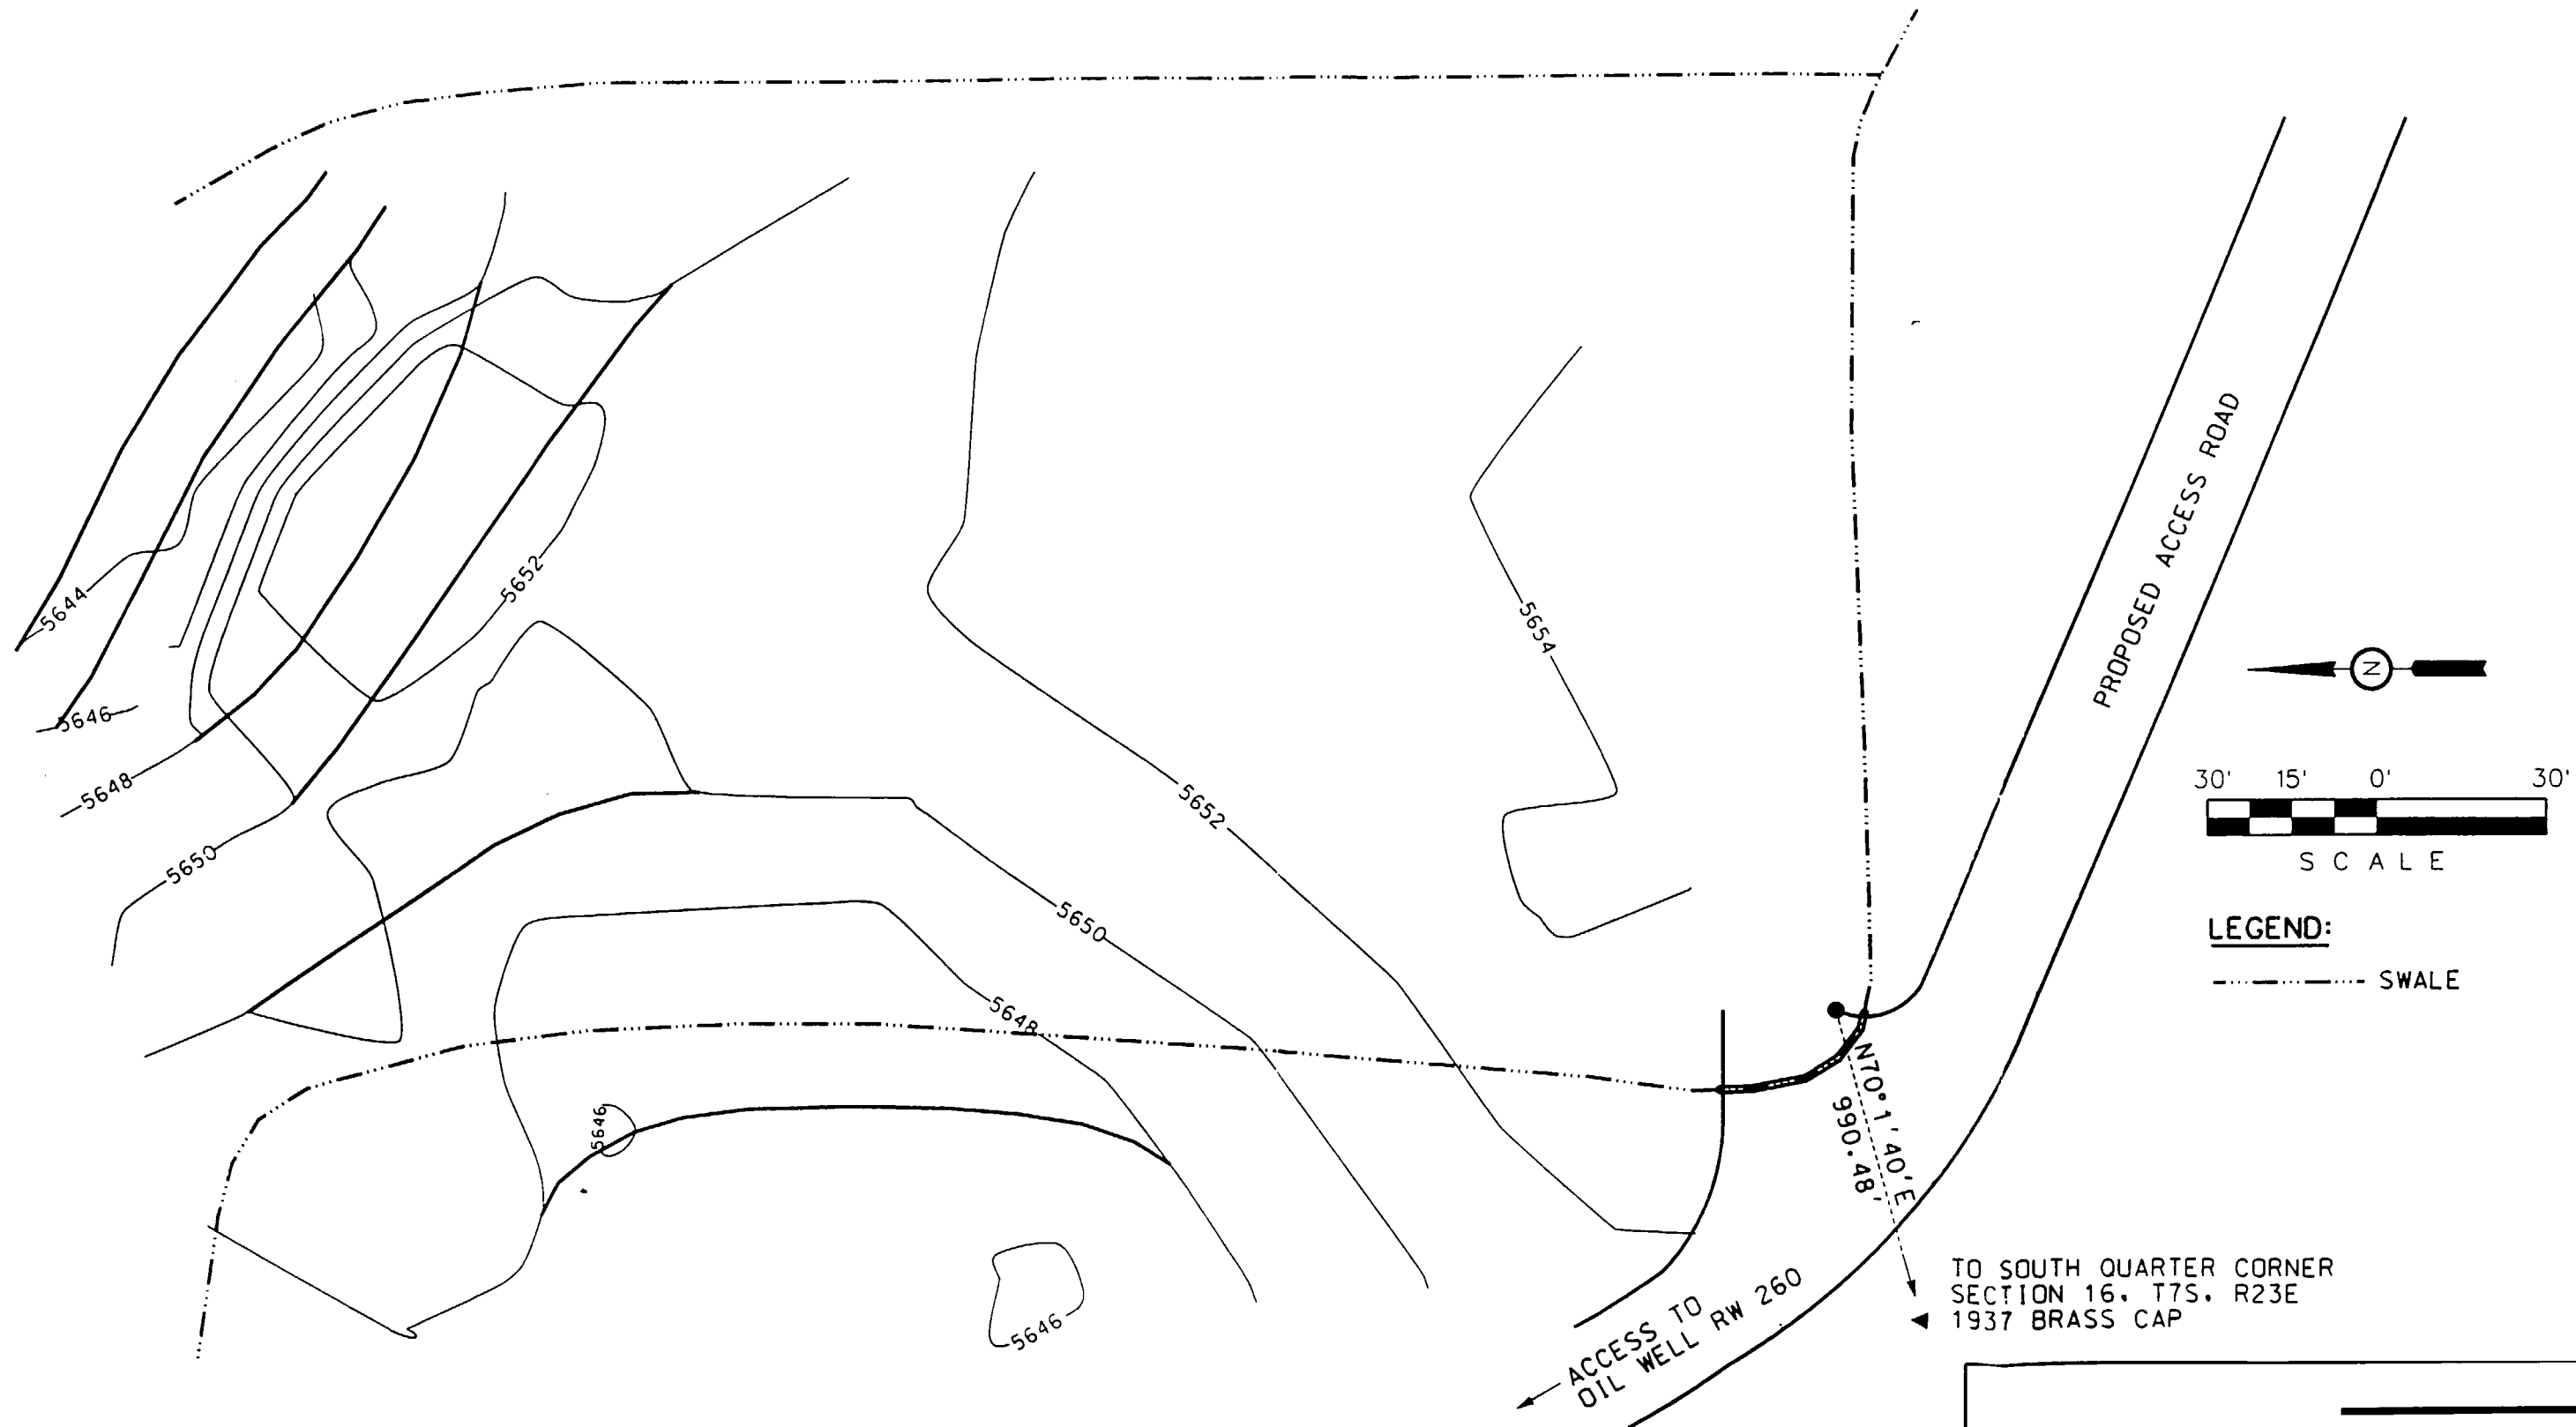 PROPOSED ACCESS ROAD
5652
5644
5654
5646
N
5648
30' 15' 0' 30'
5652
SCALE
5650
5650
LEGEND:
SWALE
5648
5646
N70°1'40'E
990.48'
5646
TO SOUTH QUARTER CORNER
SECTION 16, T7S, R23E
1937 BRASS CAP
ACCESS TO
OIL WELL RW 260